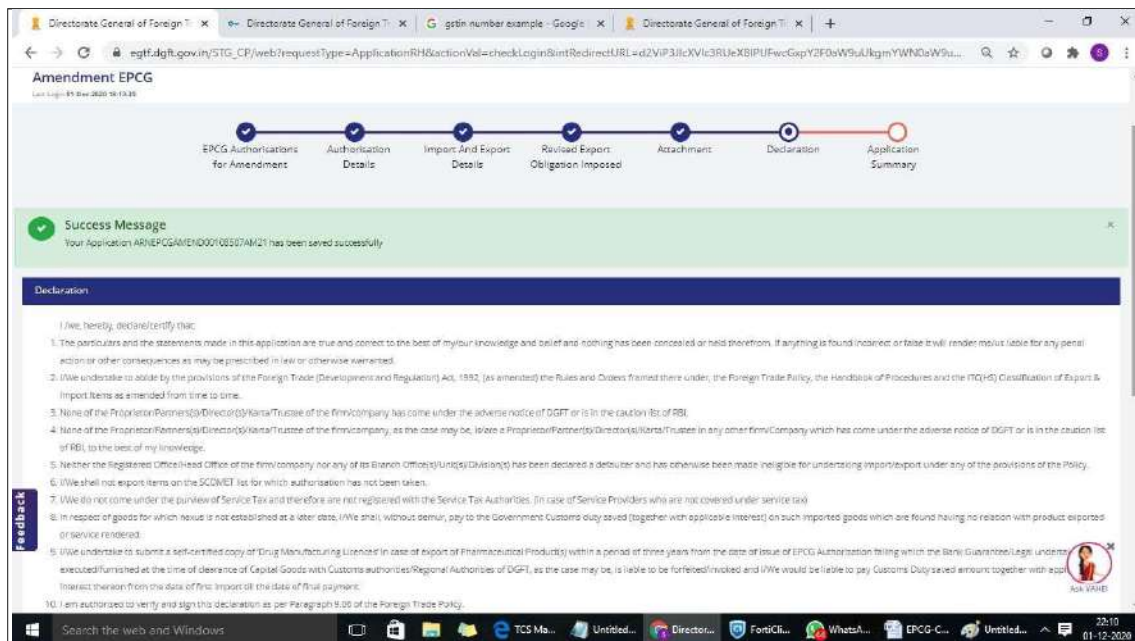 Directorate General of Foreign Tr
Directorate General of Foreign Tr
gstin number example - Google
Directorate General of Foreign Tr
Amendment EPCG
EPCG Authorisations for Amendment
Authorisation Details
Import And Export Details
Revised Export Obligation Imposed
Attachment
Declaration
Application Summary
Success Message
Your Application ARNEPCGAMEND00108587AM21 has been saved successfully
Declaration
I /we, hereby, declare/certify that;
1. The particulars and the statements made in this application are true and correct to the best of my/our knowledge and belief and nothing has been concealed or held therefrom. If anything is found incorrect or false it will render me/us liable for any penal
action or other consequences as may be prescribed in law or otherwise warranted.
2. I/We undertake to abide by the provisions of the Foreign Trade (Development and Regulation) Act, 1992, (as amended) the Rules and Orders framed there under, the Foreign Trade Policy, the Handbook of Procedures and the ITC(HS) Classification of Export &
Import Items as amended from time to time.
3. None of the Proprietor/Partners(s)/Director(s)/Karta/Trustee of the firm/company has come under the adverse notice of DGFT or is in the caution list of RBI.
4. None of the Proprietor/Partners(s)/Director(s)/Karta/Trustee of the firm/company, as the case may be, is/are a Proprietor/Partner(s)/Director(s)/Karta/Trustee in any other firm/Company which has come under the adverse notice of DGFT or is in the caution list
of RBI, to the best of my knowledge.
5. Neither the Registered Office/Head Office of the firm/company nor any of its Branch Office(s)/Unit(s)/Division(s) has been declared a defaulter and has otherwise been made ineligible for undertaking import/export under any of the provisions of the Policy.
6. I/We shall not export items on the SCOMET list for which authorisation has not been taken.
7. I/We do not come under the purview of Service Tax and therefore are not registered with the Service Tax Authorities. (in case of Service Providers who are not covered under service tax)
8. In respect of goods for which nexus is not established at a later date, I/We shall, without demur, pay to the Government Customs duty saved (together with applicable interest) on such imported goods which are found having no relation with product exported
or service rendered.
9. I/We undertake to submit a self-certified copy of 'Drug Manufacturing Licences' in case of export of Pharmaceutical Product(s) within a period of three years from the date of issue of EPCG Authorisation failing which the Bank Guarantee/Legal underta
executed/furnished at the time of clearance of Capital Goods with Customs authorities/Regional Authorities of DGFT, as the case may be, is liable to be forfeited/invoked and I/We would be liable to pay Customs Duty saved amount together with app
interest thereon from the date of first import till the date of final payment.
10. I am authorised to verify and sign this declaration as per Paragraph 9.06 of the Foreign Trade Policy.
Feedback
Ask VAHEI
Search the web and Windows
TCS Ma...
Untitled...
Director...
FortiCli...
WhatsA...
EPCG-C...
Untitled...
22:10
01-12-2020